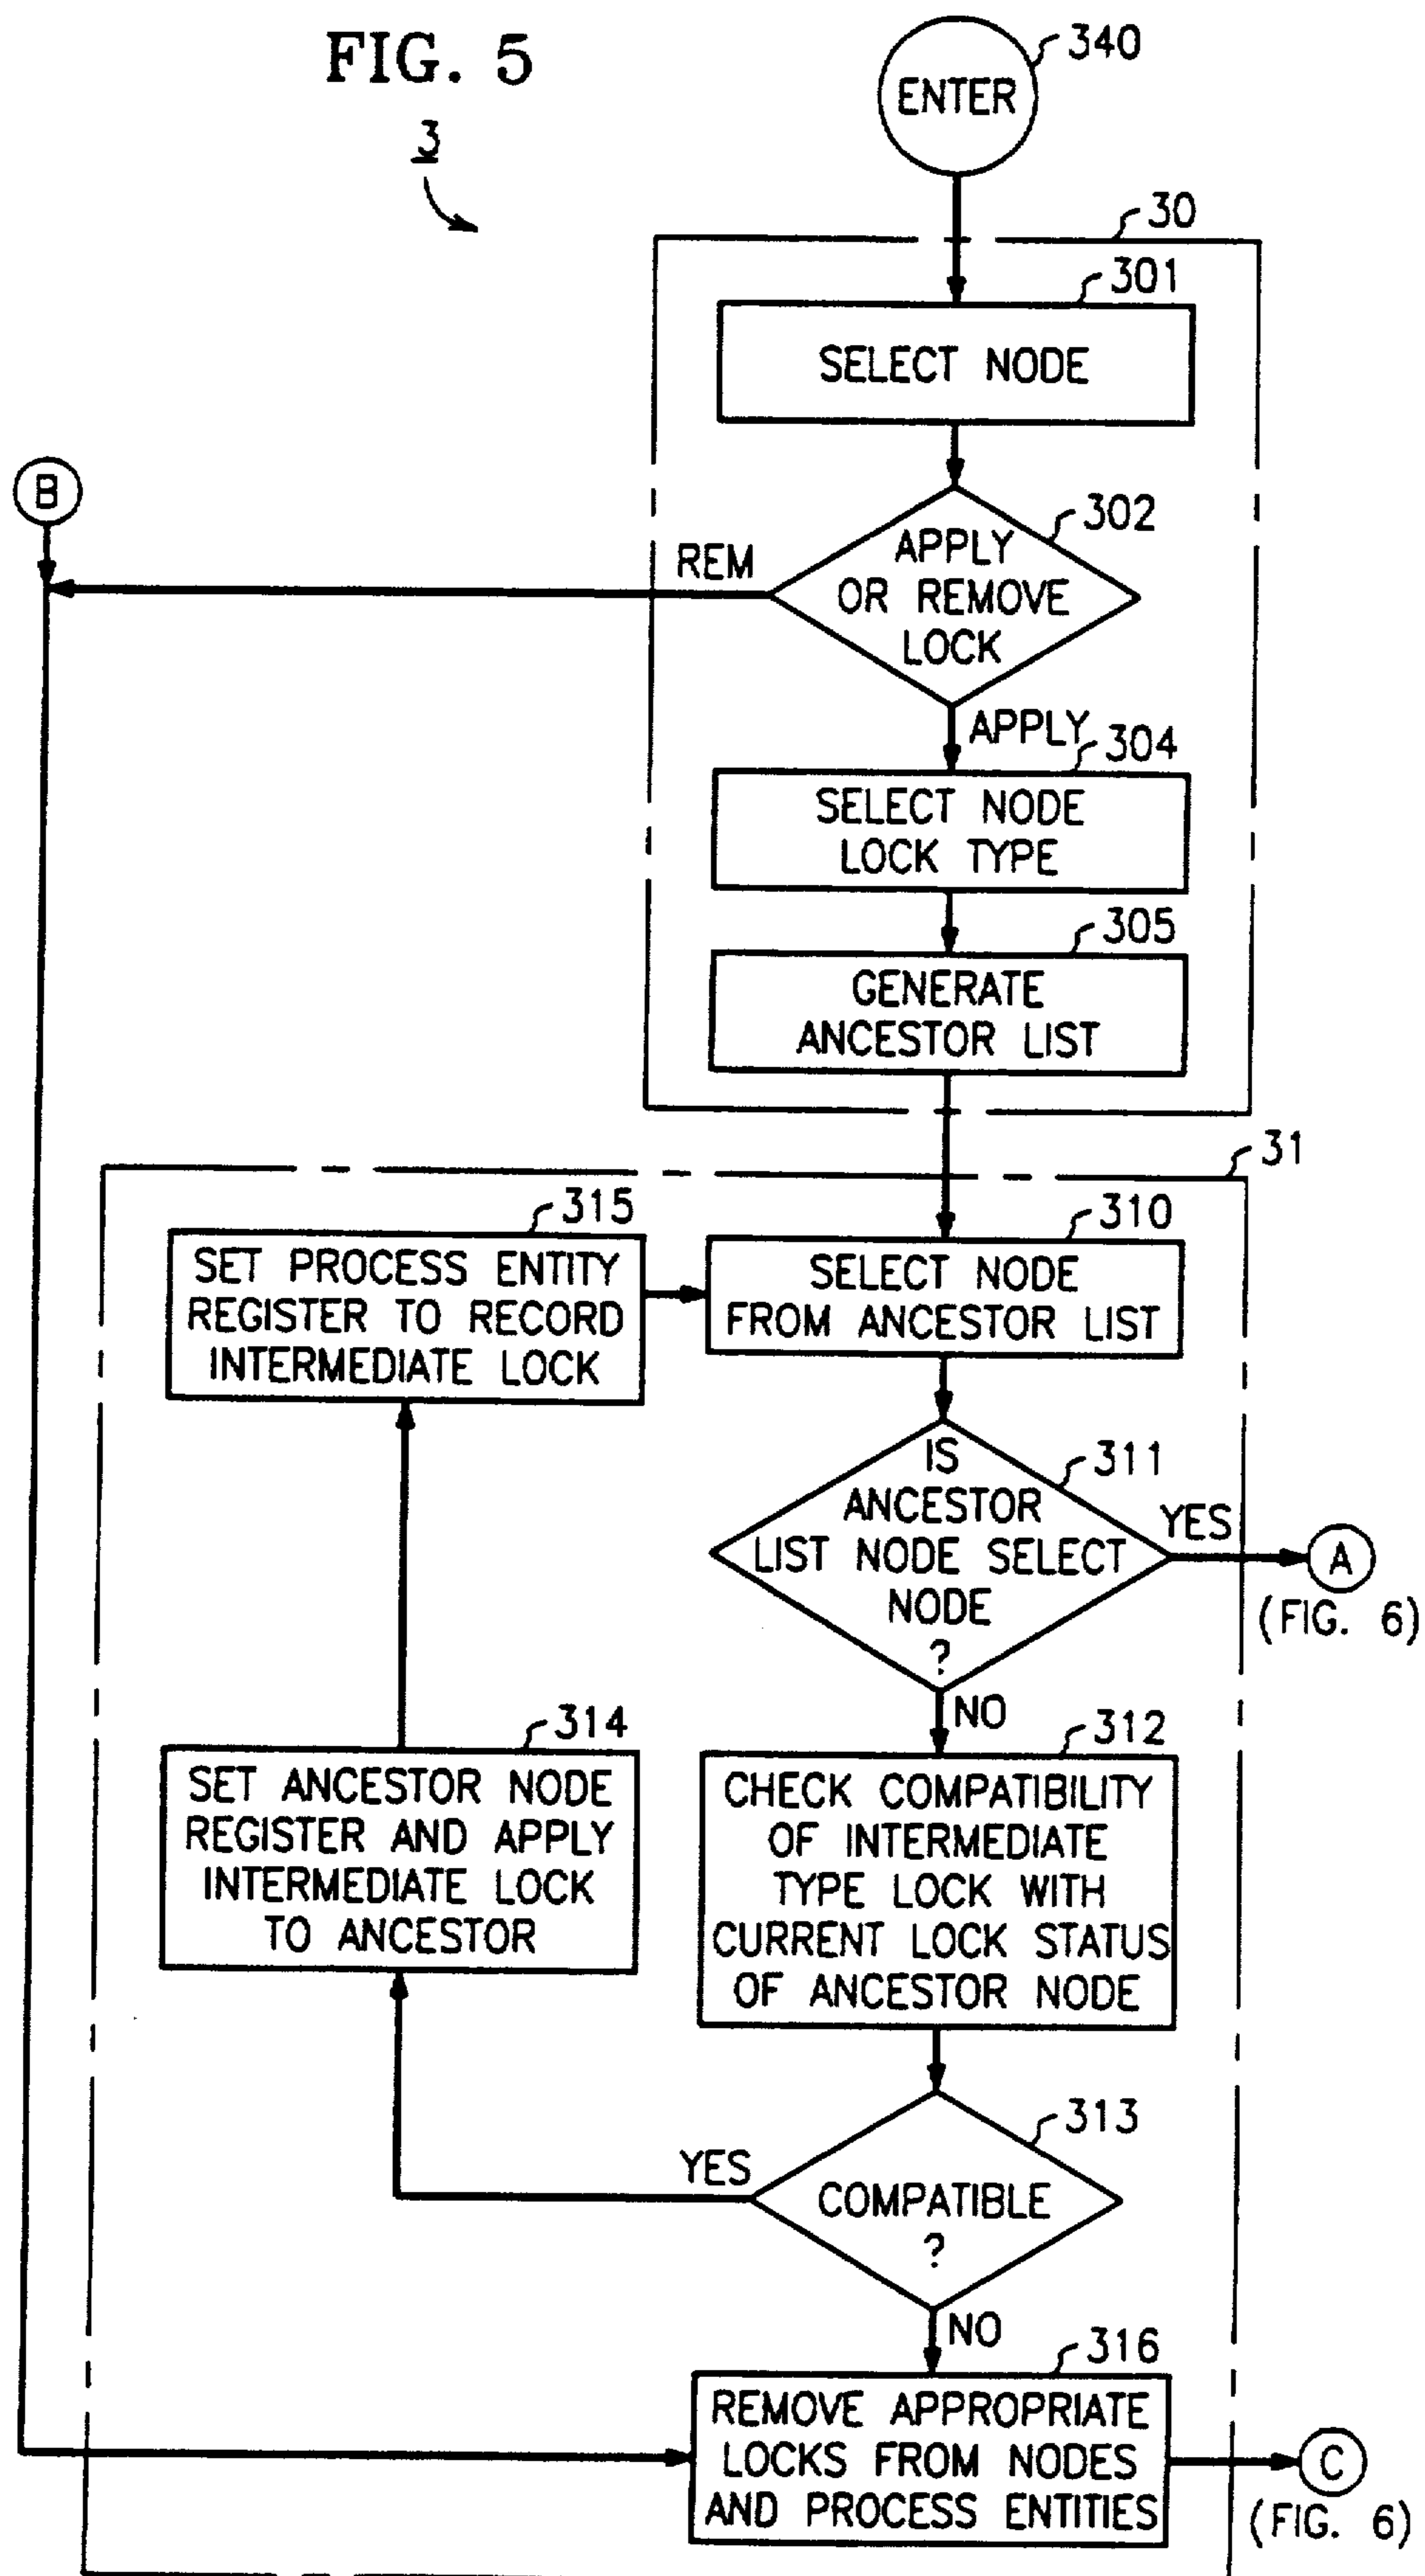 FIG. 5
3
340
ENTER
30
301
SELECT NODE
B
302
APPLY
OR REMOVE
LOCK
REM
APPLY
304
SELECT NODE
LOCK TYPE
305
GENERATE
ANCESTOR LIST
31
315
SET PROCESS ENTITY
REGISTER TO RECORD
INTERMEDIATE LOCK
310
SELECT NODE
FROM ANCESTOR LIST
311
IS
ANCESTOR
LIST NODE SELECT
NODE
?
YES
A
(FIG. 6)
NO
314
SET ANCESTOR NODE
REGISTER AND APPLY
INTERMEDIATE LOCK
TO ANCESTOR
312
CHECK COMPATIBILITY
OF INTERMEDIATE
TYPE LOCK WITH
CURRENT LOCK STATUS
OF ANCESTOR NODE
313
COMPATIBLE
?
YES
NO
316
REMOVE APPROPRIATE
LOCKS FROM NODES
AND PROCESS ENTITIES
C
(FIG. 6)